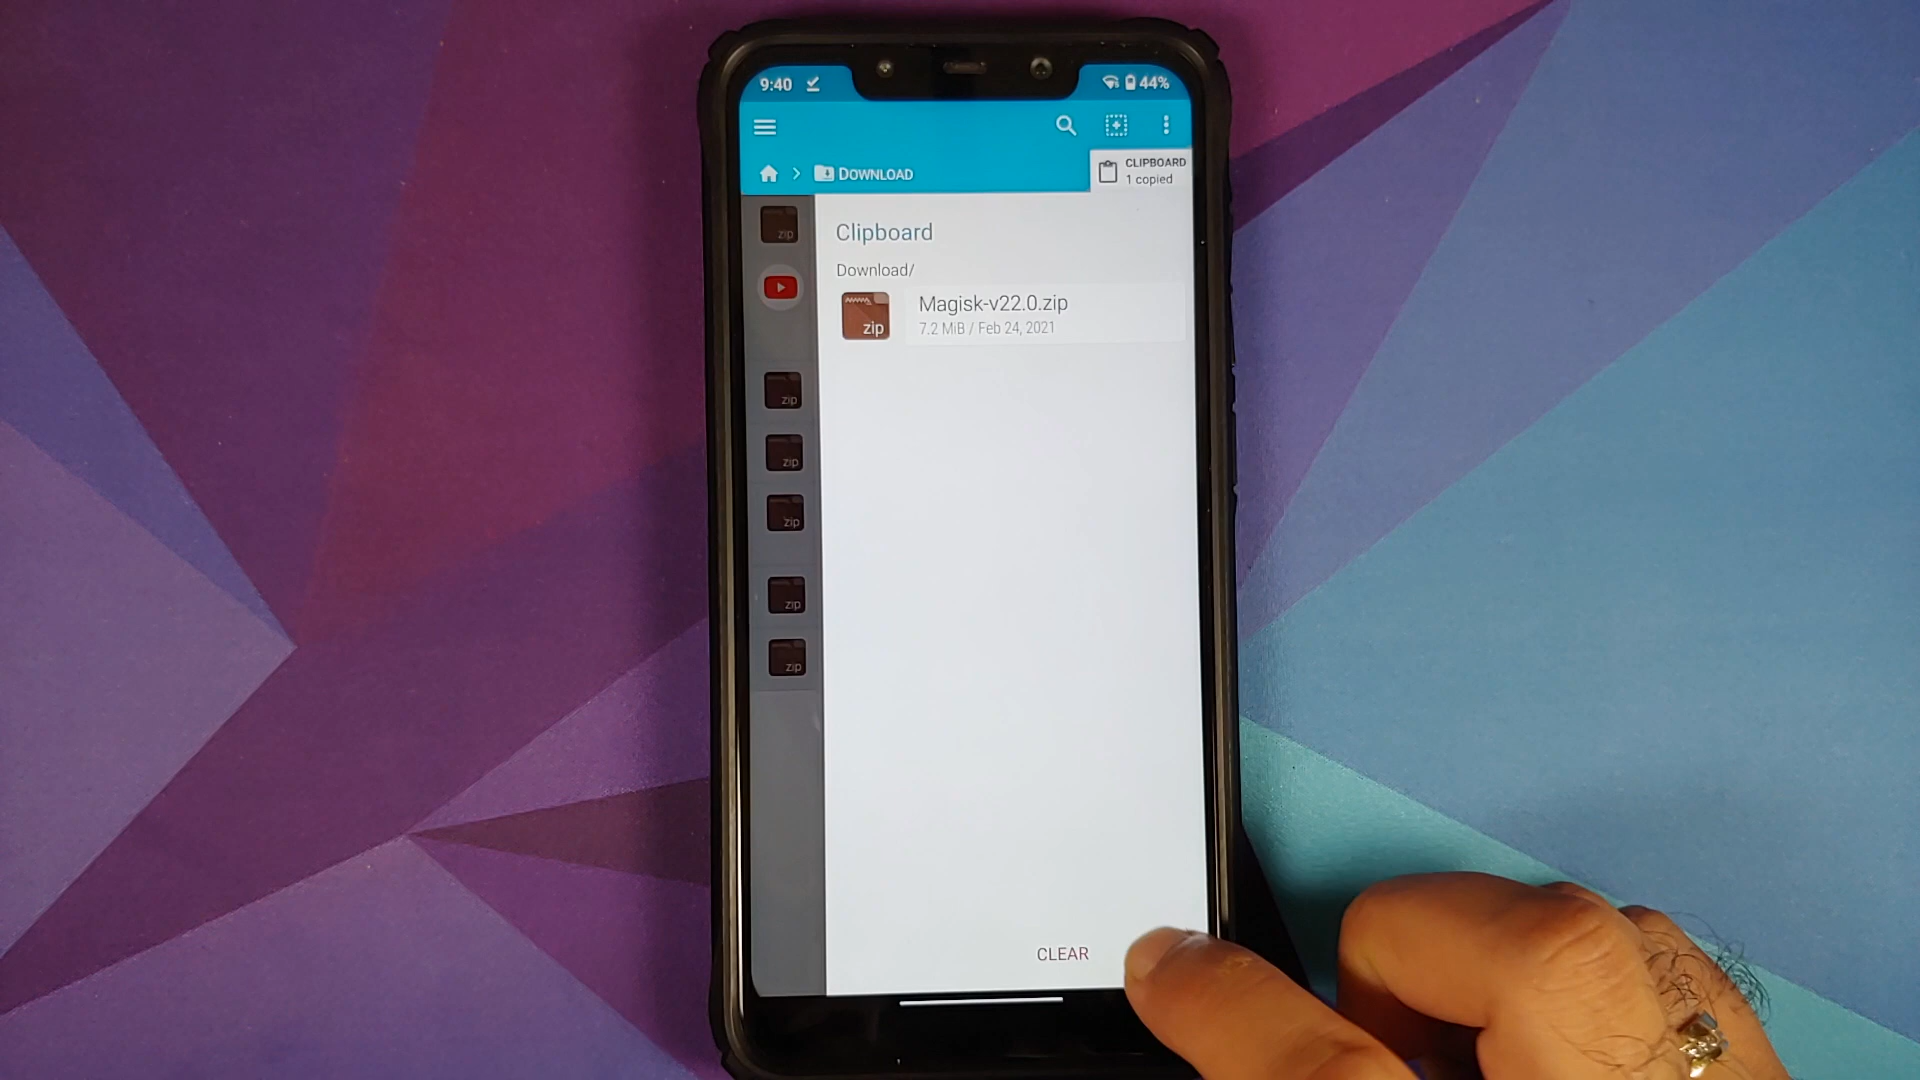 9:40
44%
DOWNLOAD
CLIPBOARD
1 copied
zip
Clipboard
Download/
Magisk-v22.0.zip
7.2 MiB / Feb 24, 2021
zip
zip
zip
zip
zip
zip
CLEAR